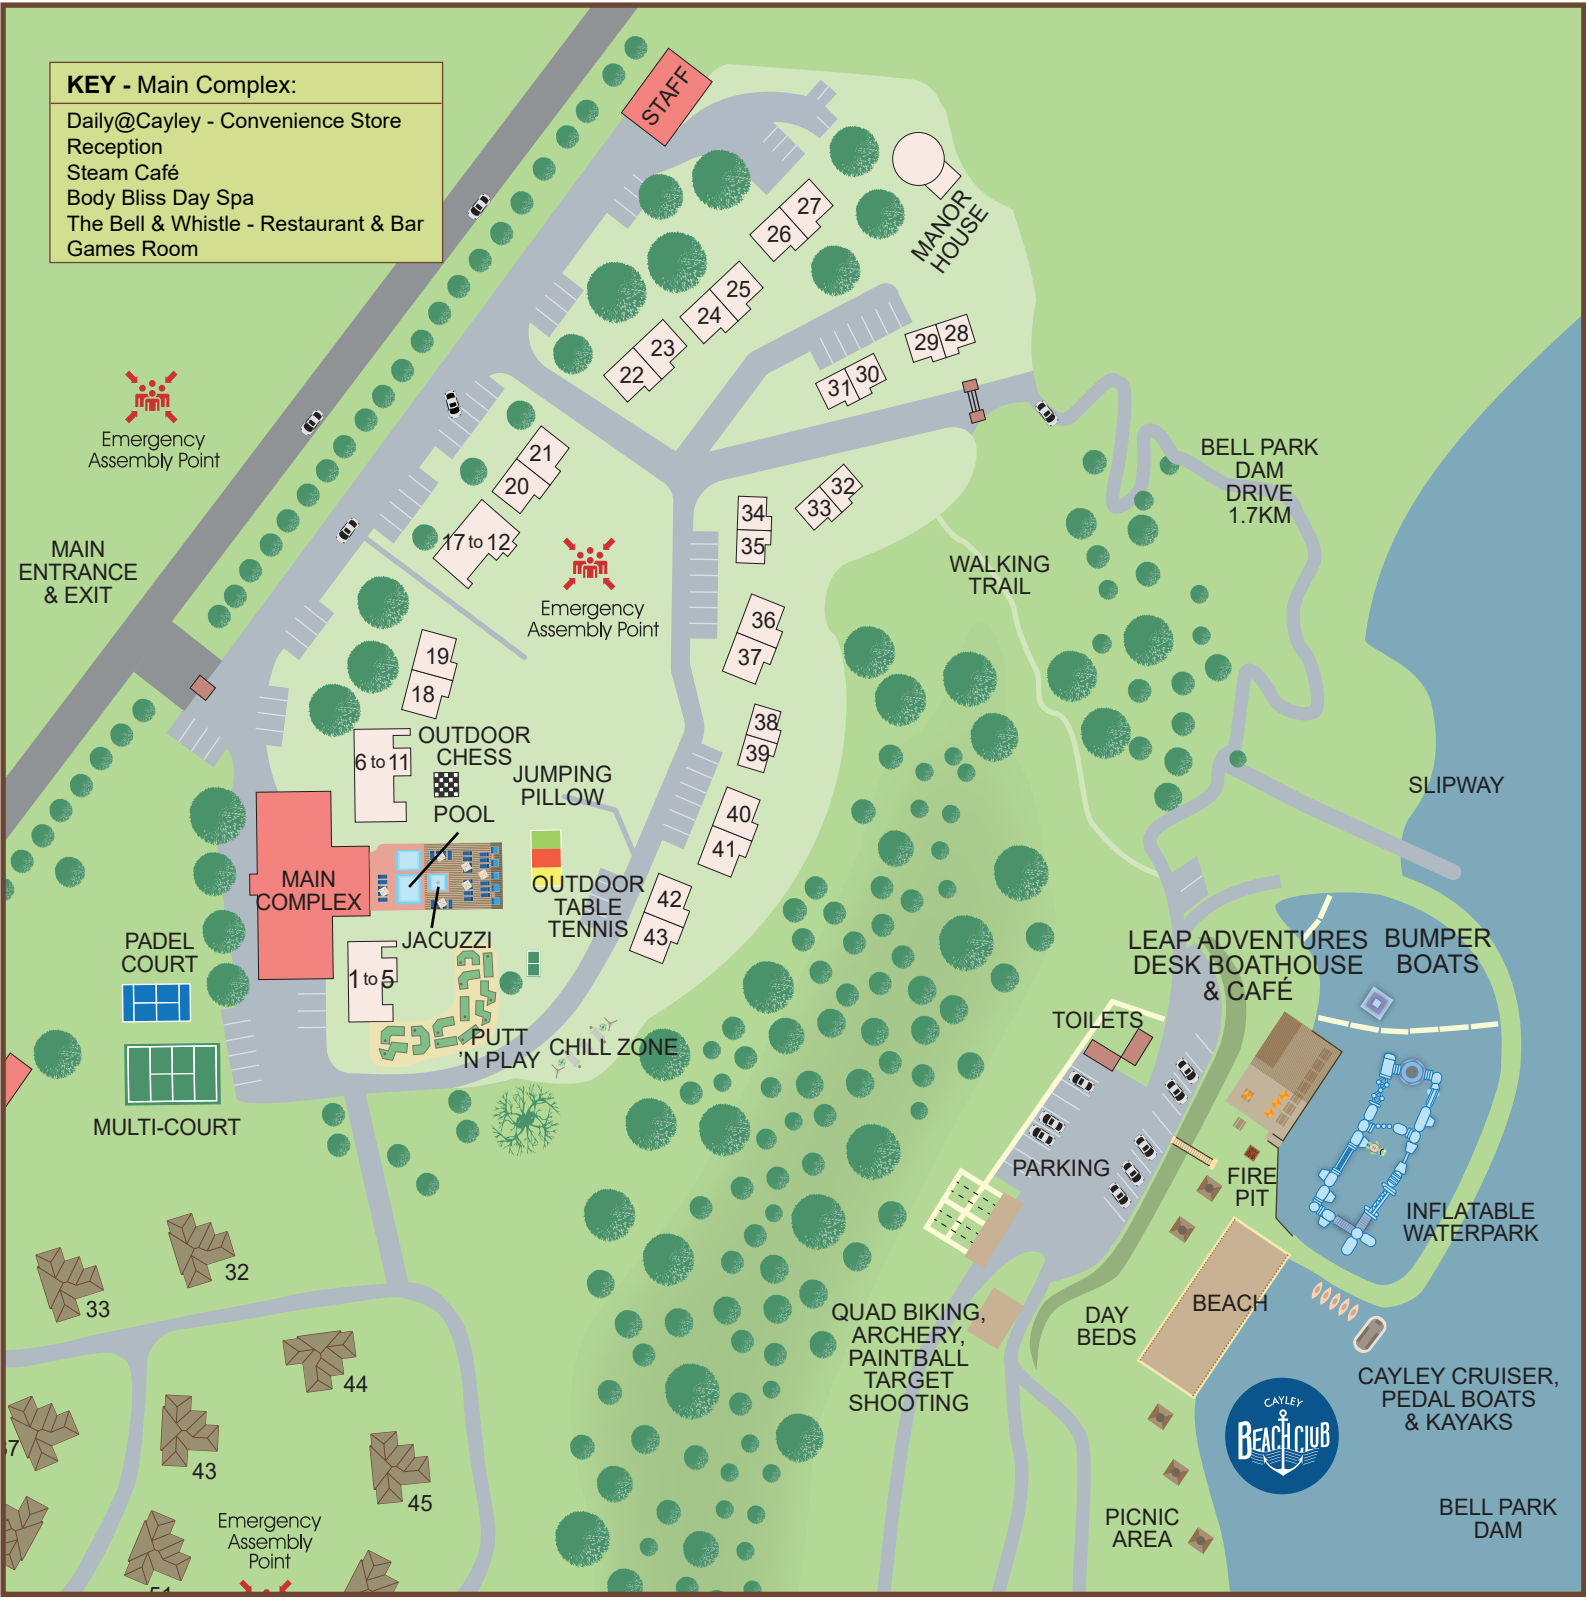 KEY - Main Complex:
Daily@Cayley - Convenience Store
Reception
Steam Café
Body Bliss Day Spa
The Bell & Whistle - Restaurant & Bar
Games Room
STAFF
MANOR
HOUSE
27
26
25
24
23
22
28
29
30
31
Emergency
Assembly Point
21
20
17 to 12
32
33
34
35
BELL PARK
DAM
DRIVE
1.7KM
MAIN
ENTRANCE
& EXIT
Emergency
Assembly Point
WALKING
TRAIL
36
37
19
18
38
39
OUTDOOR
CHESS
6 to 11
JUMPING
PILLOW
POOL
SLIPWAY
40
41
MAIN
COMPLEX
OUTDOOR
TABLE
TENNIS
42
43
JACUZZI
PADEL
COURT
1 to 5
LEAP ADVENTURES
DESK BOATHOUSE
& CAFÉ
BUMPER
BOATS
TOILETS
PUTT
'N PLAY
CHILL ZONE
MULTI-COURT
PARKING
FIRE
PIT
INFLATABLE
WATERPARK
32
33
BEACH
DAY
BEDS
QUAD BIKING,
ARCHERY,
PAINTBALL
TARGET
SHOOTING
44
CAYLEY CRUISER,
PEDAL BOATS
& KAYAKS
CAYLEY
BEACH CLUB
43
45
PICNIC
AREA
BELL PARK
DAM
Emergency
Assembly
Point